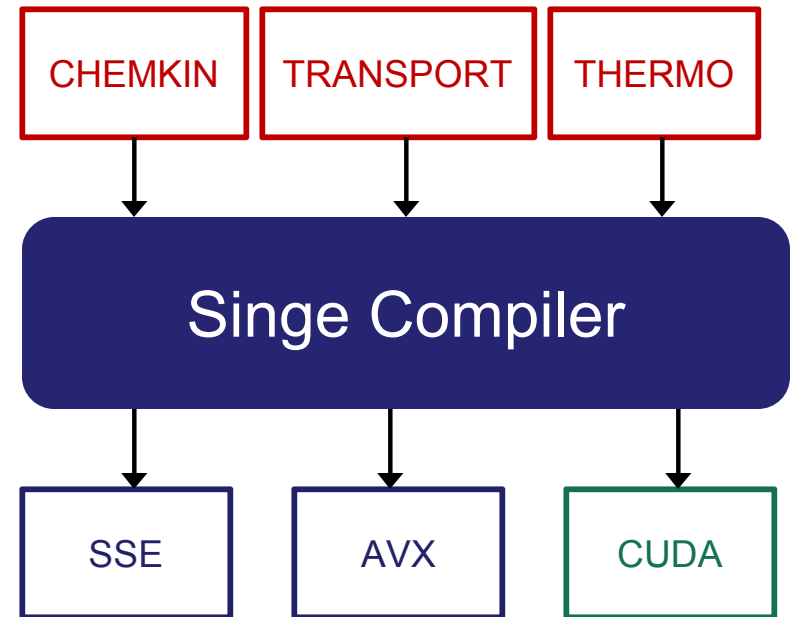 CHEMKIN
TRANSPORT
THERMO
Singe Compiler
SSE
AVX
CUDA